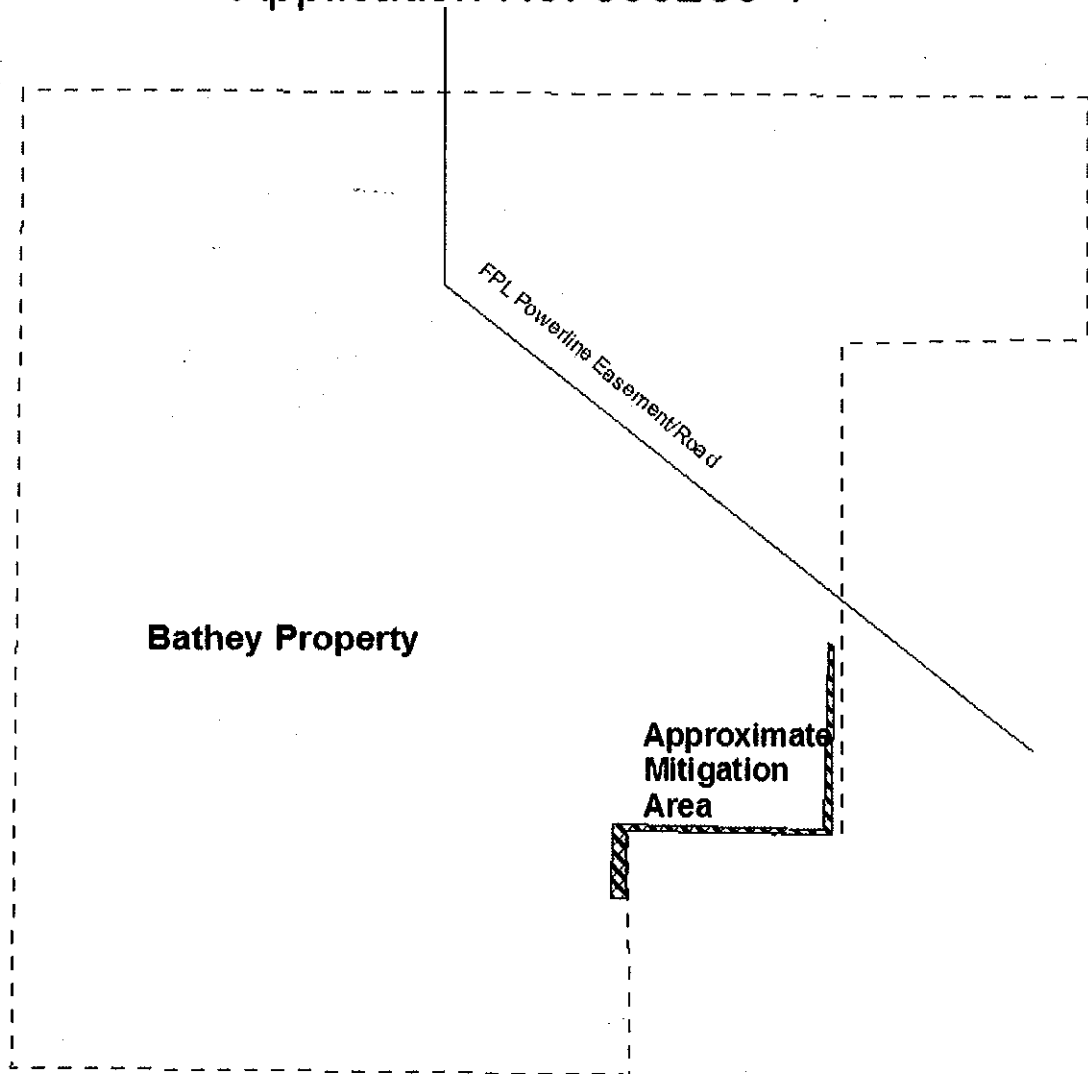 FPL Powerline Easement/Road
Bathey Property
Approximate
Mitigation
Area